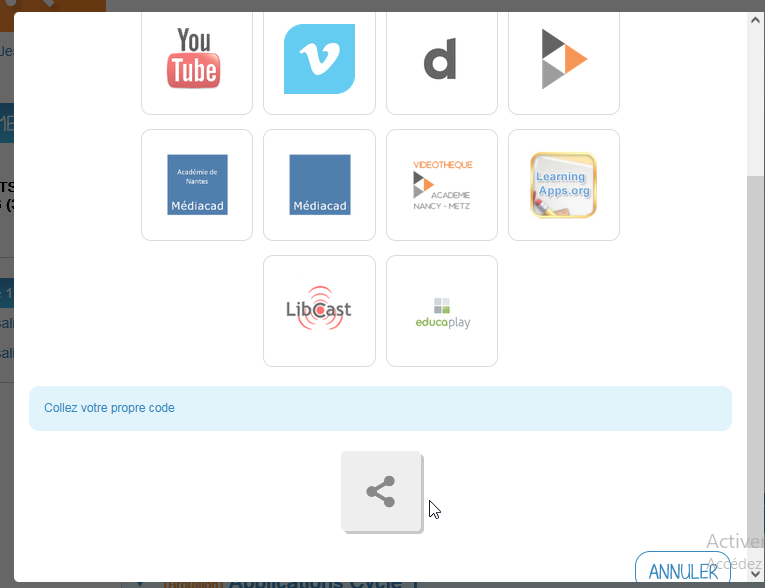 You
Tube
d
Académie de
Nantes
Médiacad
Médiacad
VIDEOTHEQUE
ACADEMIE
NANCY - METZ
Learning
Apps.org
LibCast
educaplay
Collez votre propre code
ANNULER
Activer
Accédez
(Brouillon) Applications Cycle 1